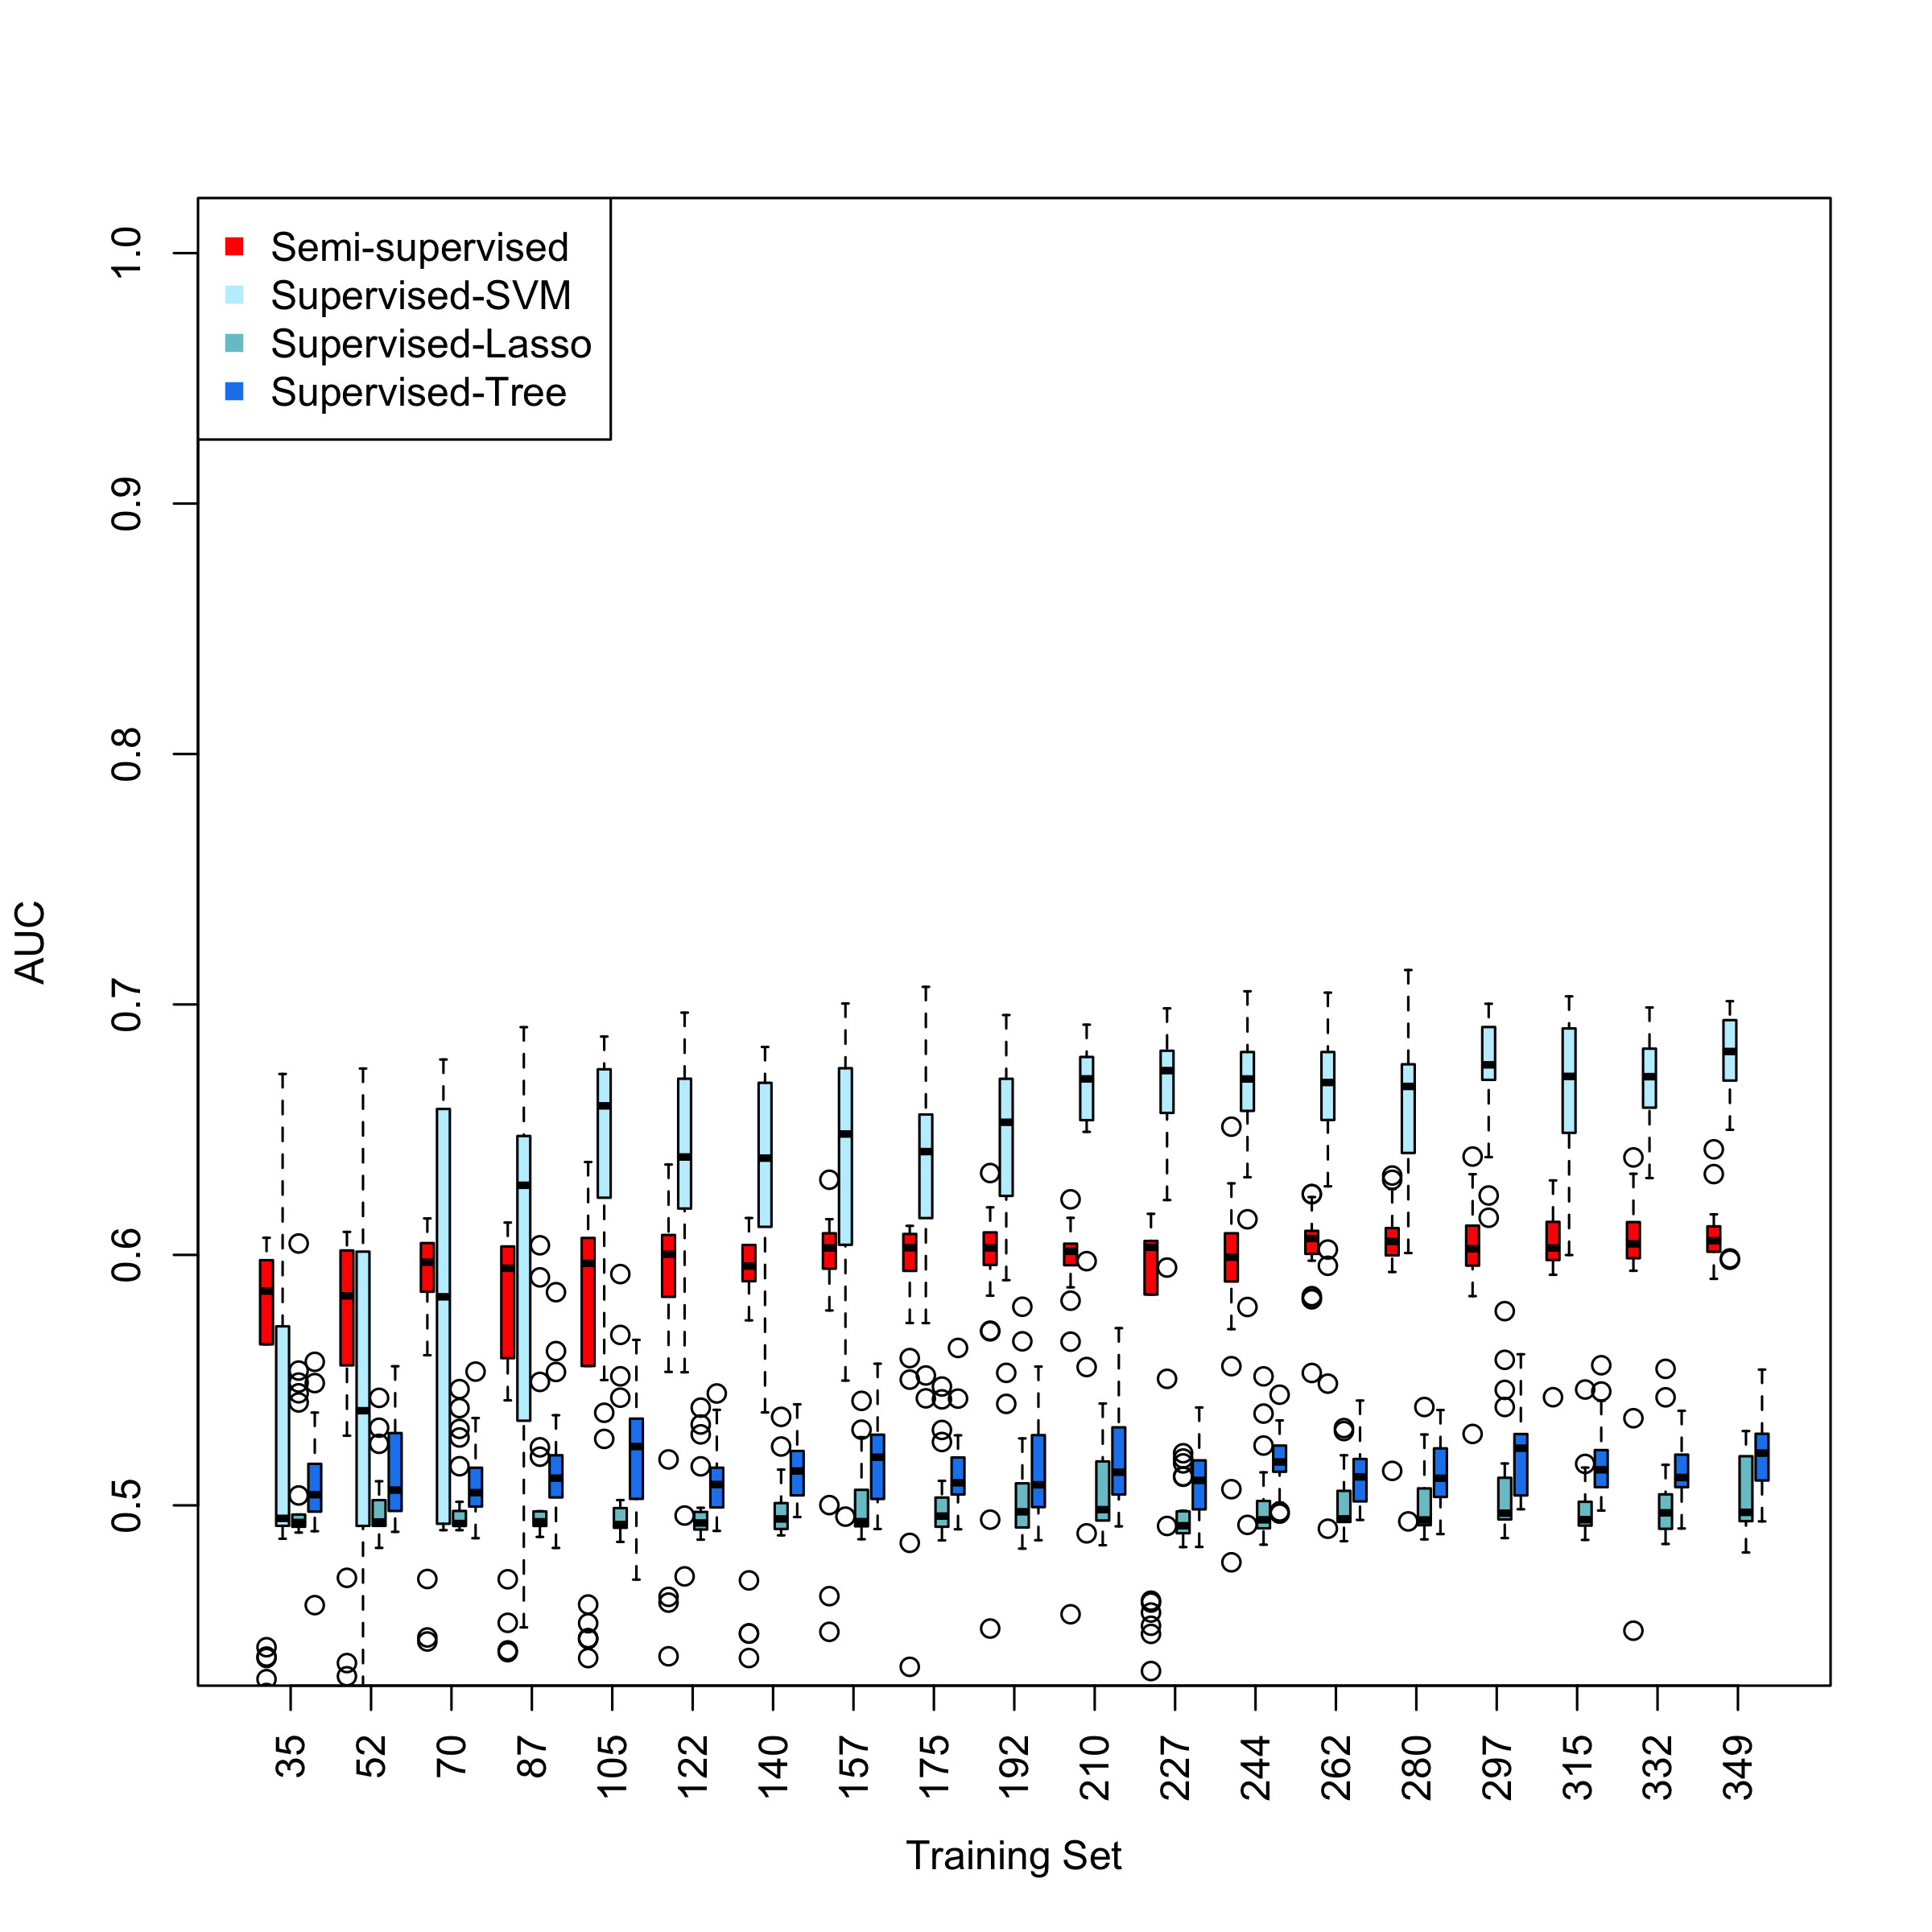 Semi-supervised
Supervised-SVM
Supervised-Lasso
Supervised-Tree
AUC
1.0
0.9
0.8
0.7
0.6
0.5
35 52 70 87 105 122 140 157 175 192 210 227 244 262 280 297 315 332 349
Training Set